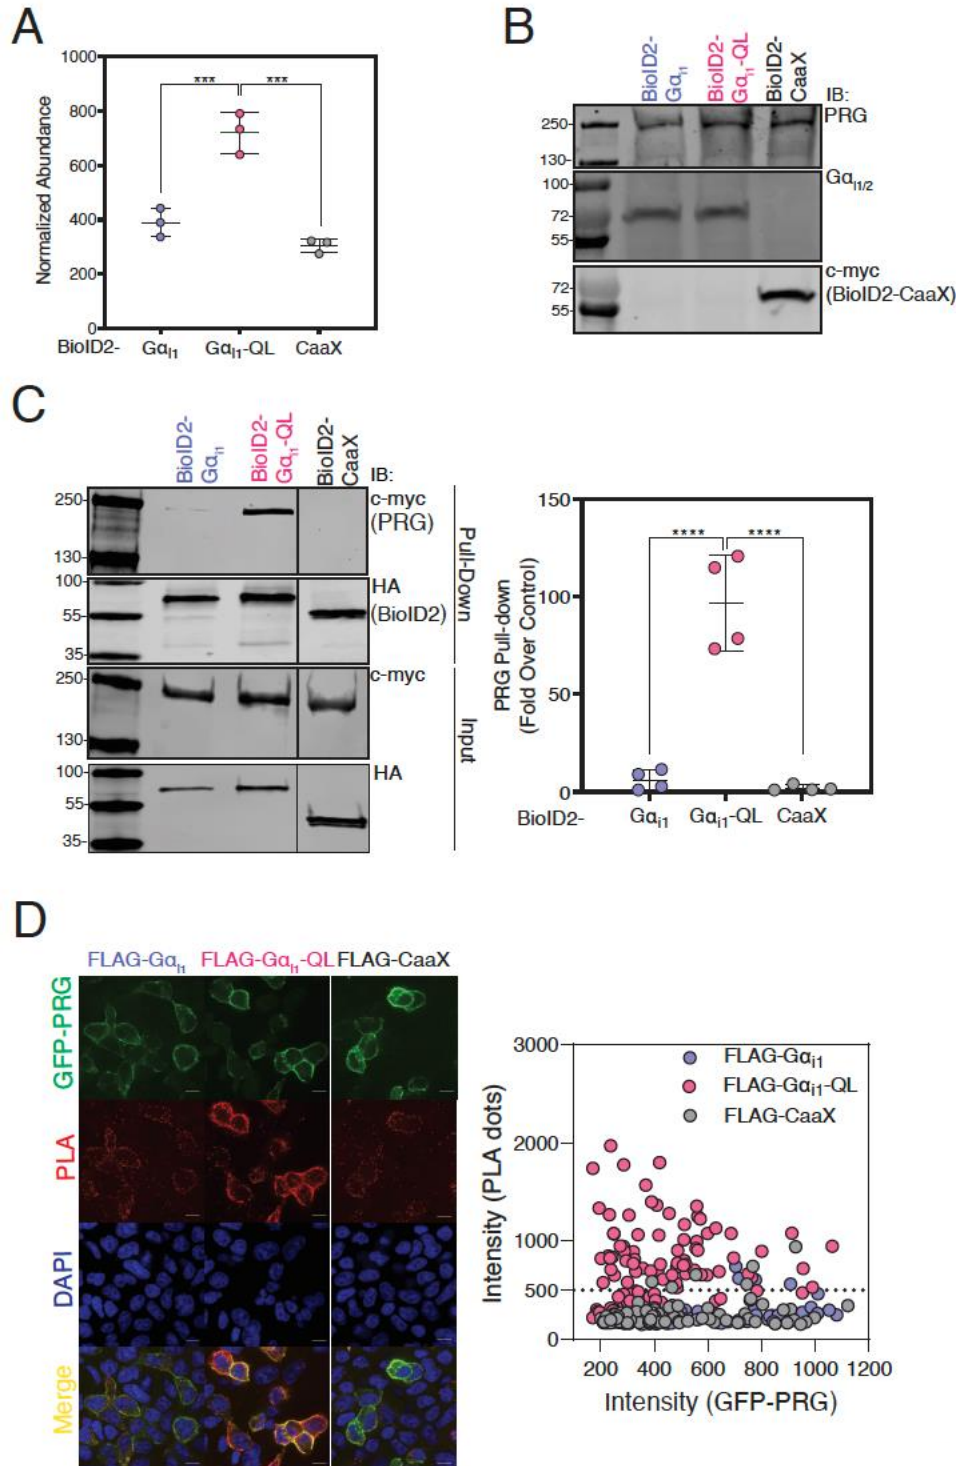 A
Normalized Abundance
1000
800
600
400
200
0
***
***
BioID2-
Gαi1
Gαi1-QL
CaaX
B
BioID2-
Gαi1
BioID2-
Gαi1-QL
BioID2-
CaaX
IB:
PRG
250-
130-
Gαi1/2
100-
72-
55-
c-myc
(BioID2-CaaX)
72-
55-
C
BioID2-
Gαi1
BioID2-
Gαi1-QL
BioID2-
CaaX
IB:
c-myc
(PRG)
250-
130-
HA
(BioID2)
100-
55-
35-
Pull-Down
c-myc
250-
130-
HA
100-
55-
35-
Input
PRG Pull-down
(Fold Over Control)
150
100
50
0
****
****
BioID2-
Gαi1
Gαi1-QL
CaaX
D
FLAG-Gαi1
FLAG-Gαi1-QL
FLAG-CaaX
GFP-PRG
PLA
DAPI
Merge
Intensity (PLA dots)
3000
2000
1000
500
0
FLAG-Gαi1
FLAG-Gαi1-QL
FLAG-CaaX
200 400 600 800 1000 1200
Intensity (GFP-PRG)